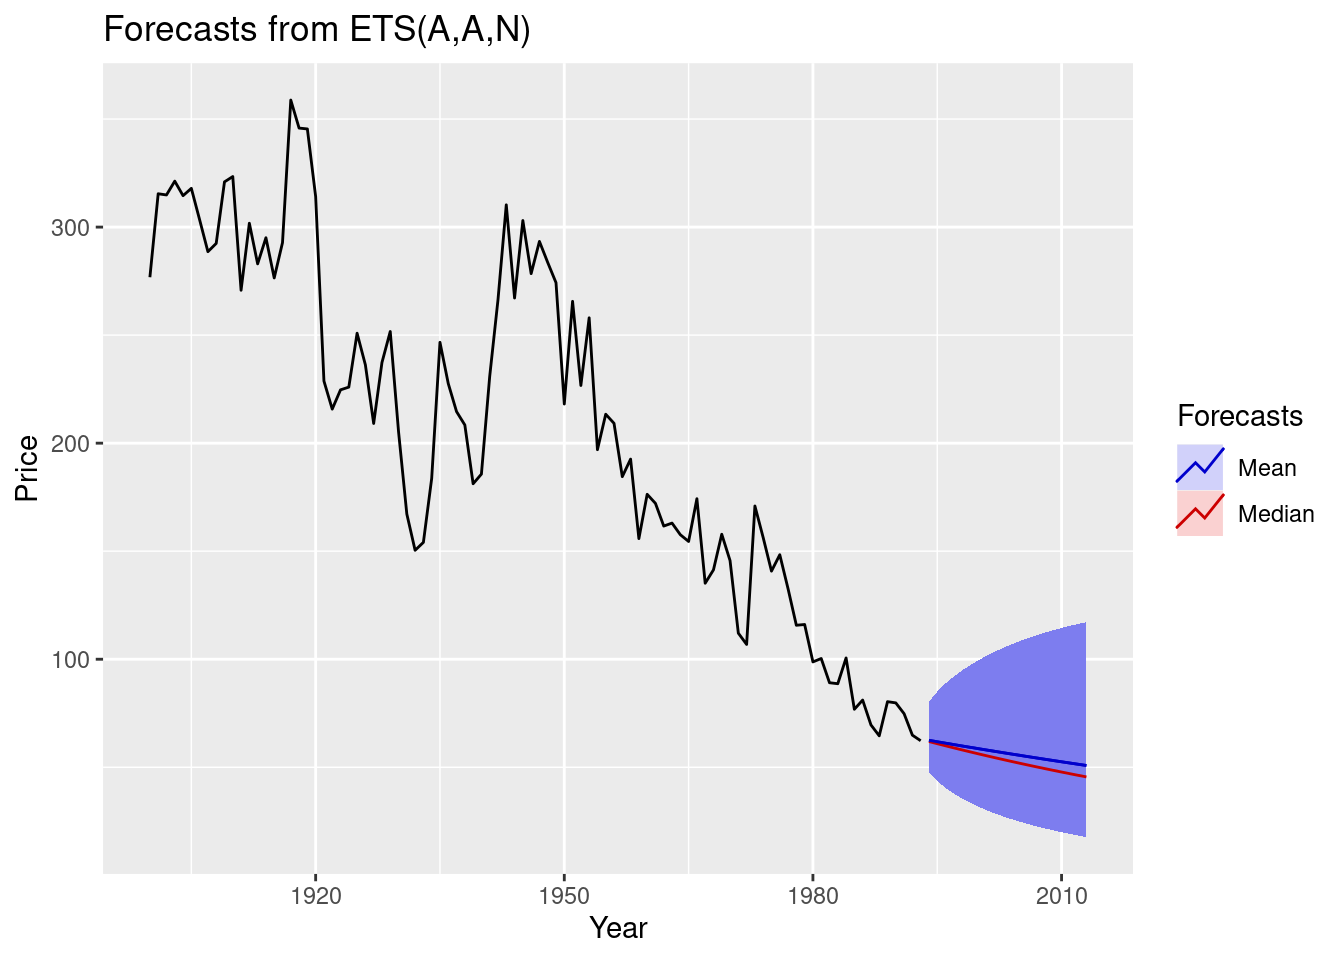 Forecasts from ETS(A,A,N)
Price
300
200
100
1920
1950
1980
2010
Year
Forecasts
Mean
Median